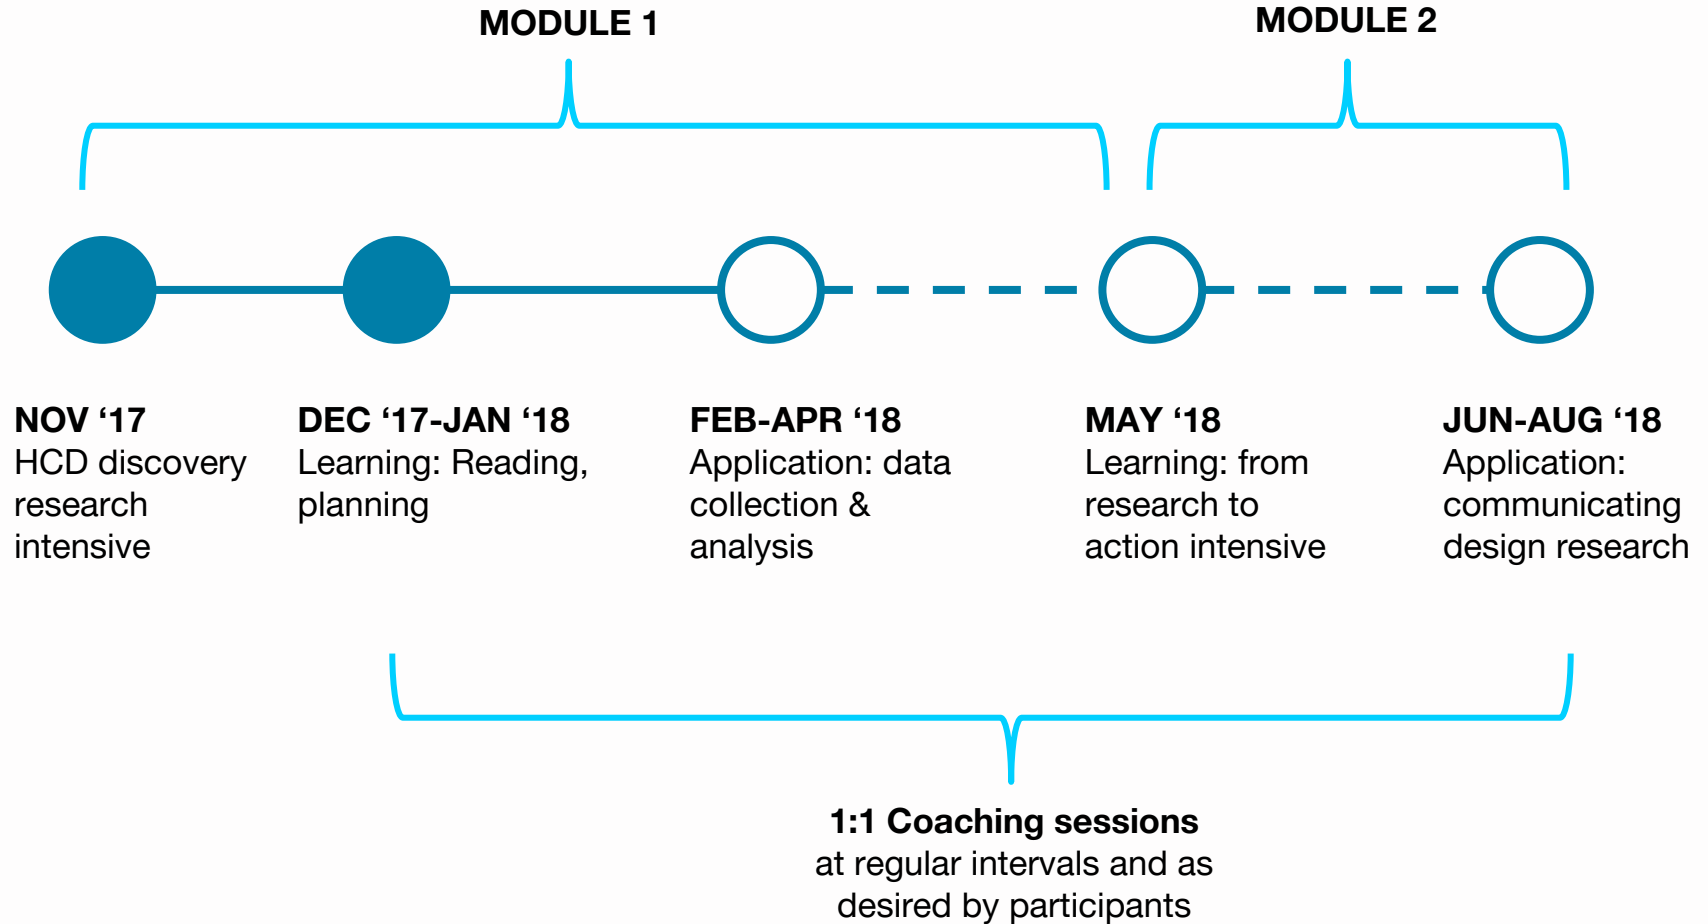 MODULE 1
MODULE 2
NOV ‘17
HCD discovery
research
intensive
DEC ‘17-JAN ‘18
Learning: Reading,
planning
FEB-APR ‘18
Application: data
collection &
analysis
MAY ‘18
Learning: from
research to
action intensive
JUN-AUG ‘18
Application:
communicating
design research
1:1 Coaching sessions
at regular intervals and as
desired by participants